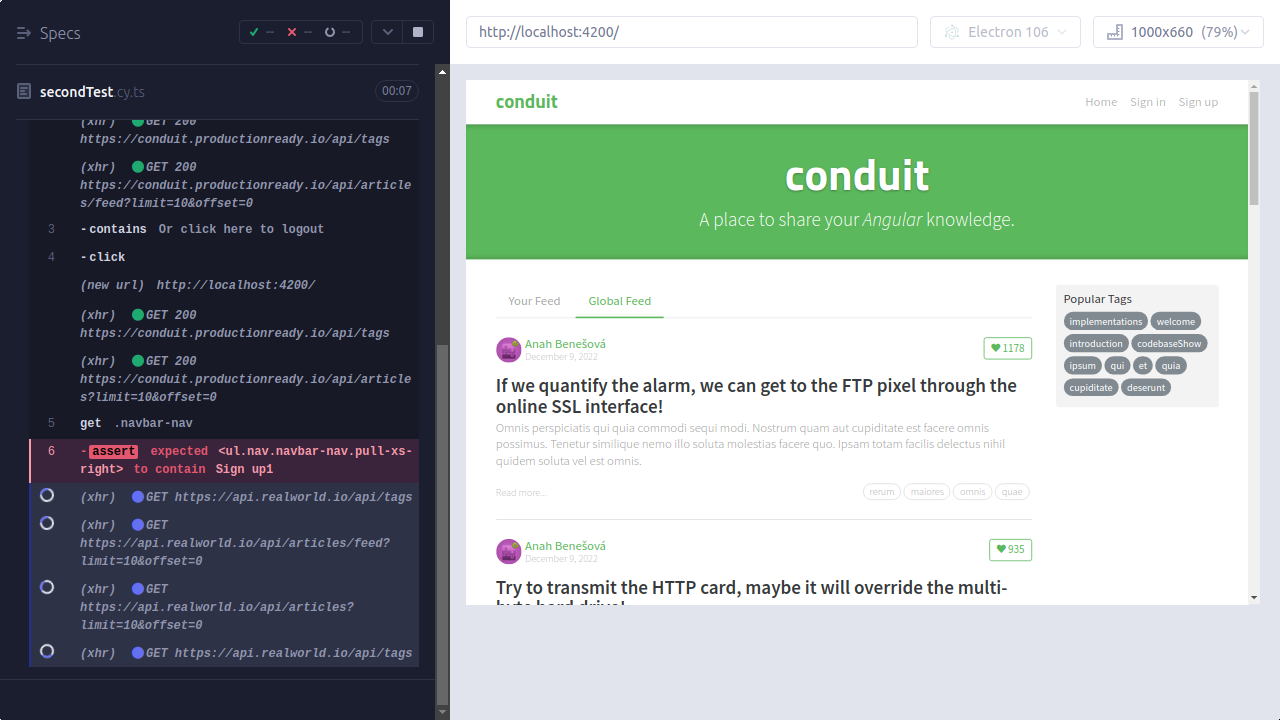 Specs
-- -- --
secondTest.cy.ts 00:07
(xhr) GET 200
https://conduit.productionready.io/api/tags
(xhr) GET 200
https://conduit.productionready.io/api/article
s/feed?limit=10&offset=0
3 -contains Or click here to logout
4 -click
(new url) http://localhost:4200/
(xhr) GET 200
https://conduit.productionready.io/api/tags
(xhr) GET 200
https://conduit.productionready.io/api/article
s?limit=10&offset=0
5 get .navbar-nav
6 -assert expected <ul.nav.navbar-nav.pull-xs-
right> to contain Sign up1
(xhr) GET https://api.realworld.io/api/tags
(xhr) GET
https://api.realworld.io/api/articles/feed?
limit=10&offset=0
(xhr) GET
https://api.realworld.io/api/articles?
limit=10&offset=0
(xhr) GET https://api.realworld.io/api/tags
http://localhost:4200/
Electron 106
1000x660 (79%)
conduit
Home Sign in Sign up
conduit
A place to share your Angular knowledge.
Your Feed Global Feed
Anah Benešová
December 9, 2022
1178
If we quantify the alarm, we can get to the FTP pixel through the
online SSL interface!
Omnis perspiciatis qui quia commodi sequi modi. Nostrum quam aut cupiditate est facere omnis
possimus. Tenetur similique nemo illo soluta molestias facere quo. Ipsam totam facilis delectus nihil
quidem soluta vel est omnis.
Read more...
rerum maiores omnis quae
Anah Benešová
December 9, 2022
935
Try to transmit the HTTP card, maybe it will override the multi-
byte hard drive!
Popular Tags
implementations welcome
introduction codebaseShow
ipsum qui et quia
cupiditate deserunt